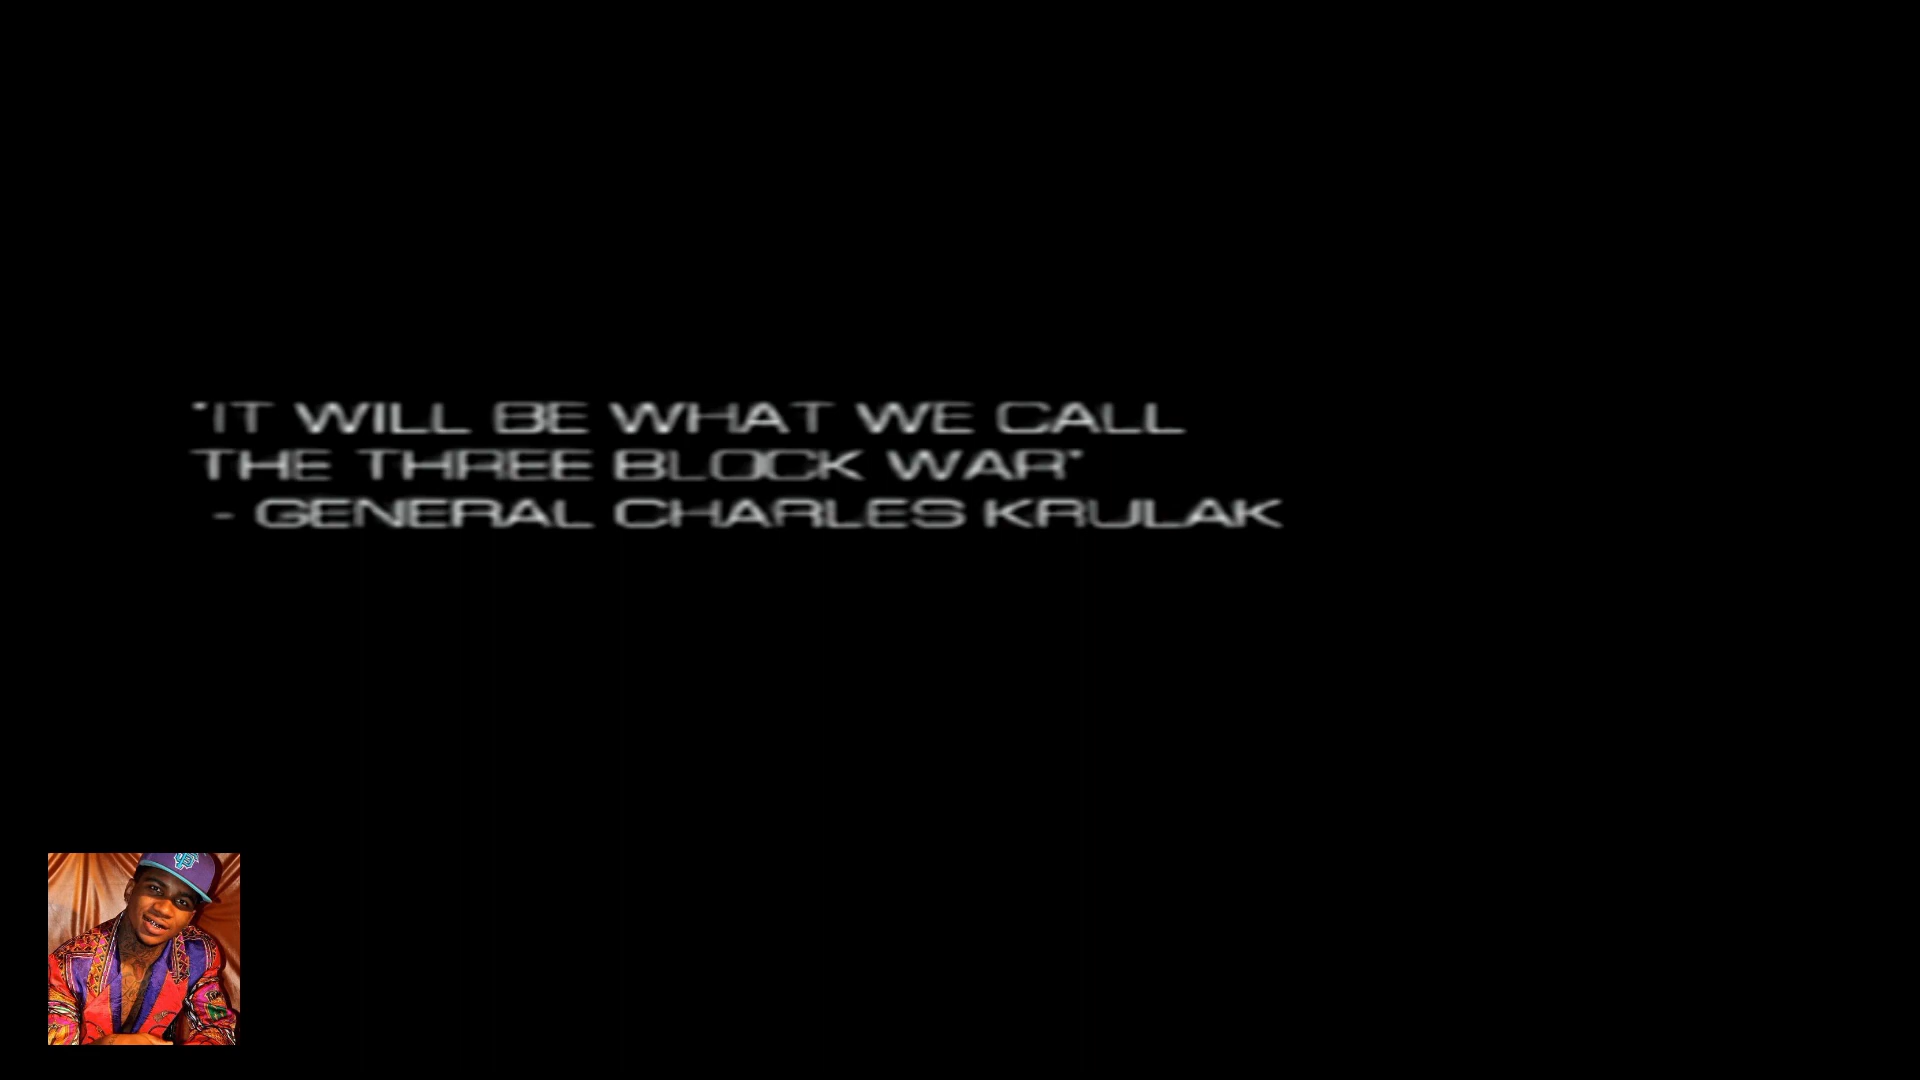 "IT WILL BE WHAT WE CALL
THE THREE BLOCK WAR"
- GENERAL CHARLES KRULAK